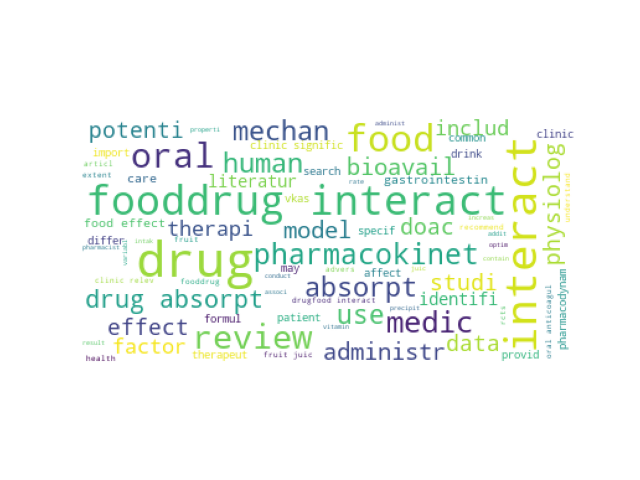 administ
properti
potenti
mechan
food
includ
common
clinic
import
oral
clinic signific
drink
articl
human
bioavail
interact
extent
care
literatur
search
gastrointestin
physiolog
understand
rate
vkas
fooddrug interact
increas
food effect
therapi
model
specif
doac
recommend
addit
differ
pharmacist
intak
fruit
drug
pharmacokinet
optim
variabl
may
advers
affect
juic
contain
clinic relev
fooddrug
conduct
absorpt
studi
pharmacodynam
drug absorpt
associ
drugfood interact
identifi
formul
patient
use
precipit
medic
rcts
oral anticoagul
effect
review
vitamin
result
factor
administr
data
health
therapeut
fruit juic
provid